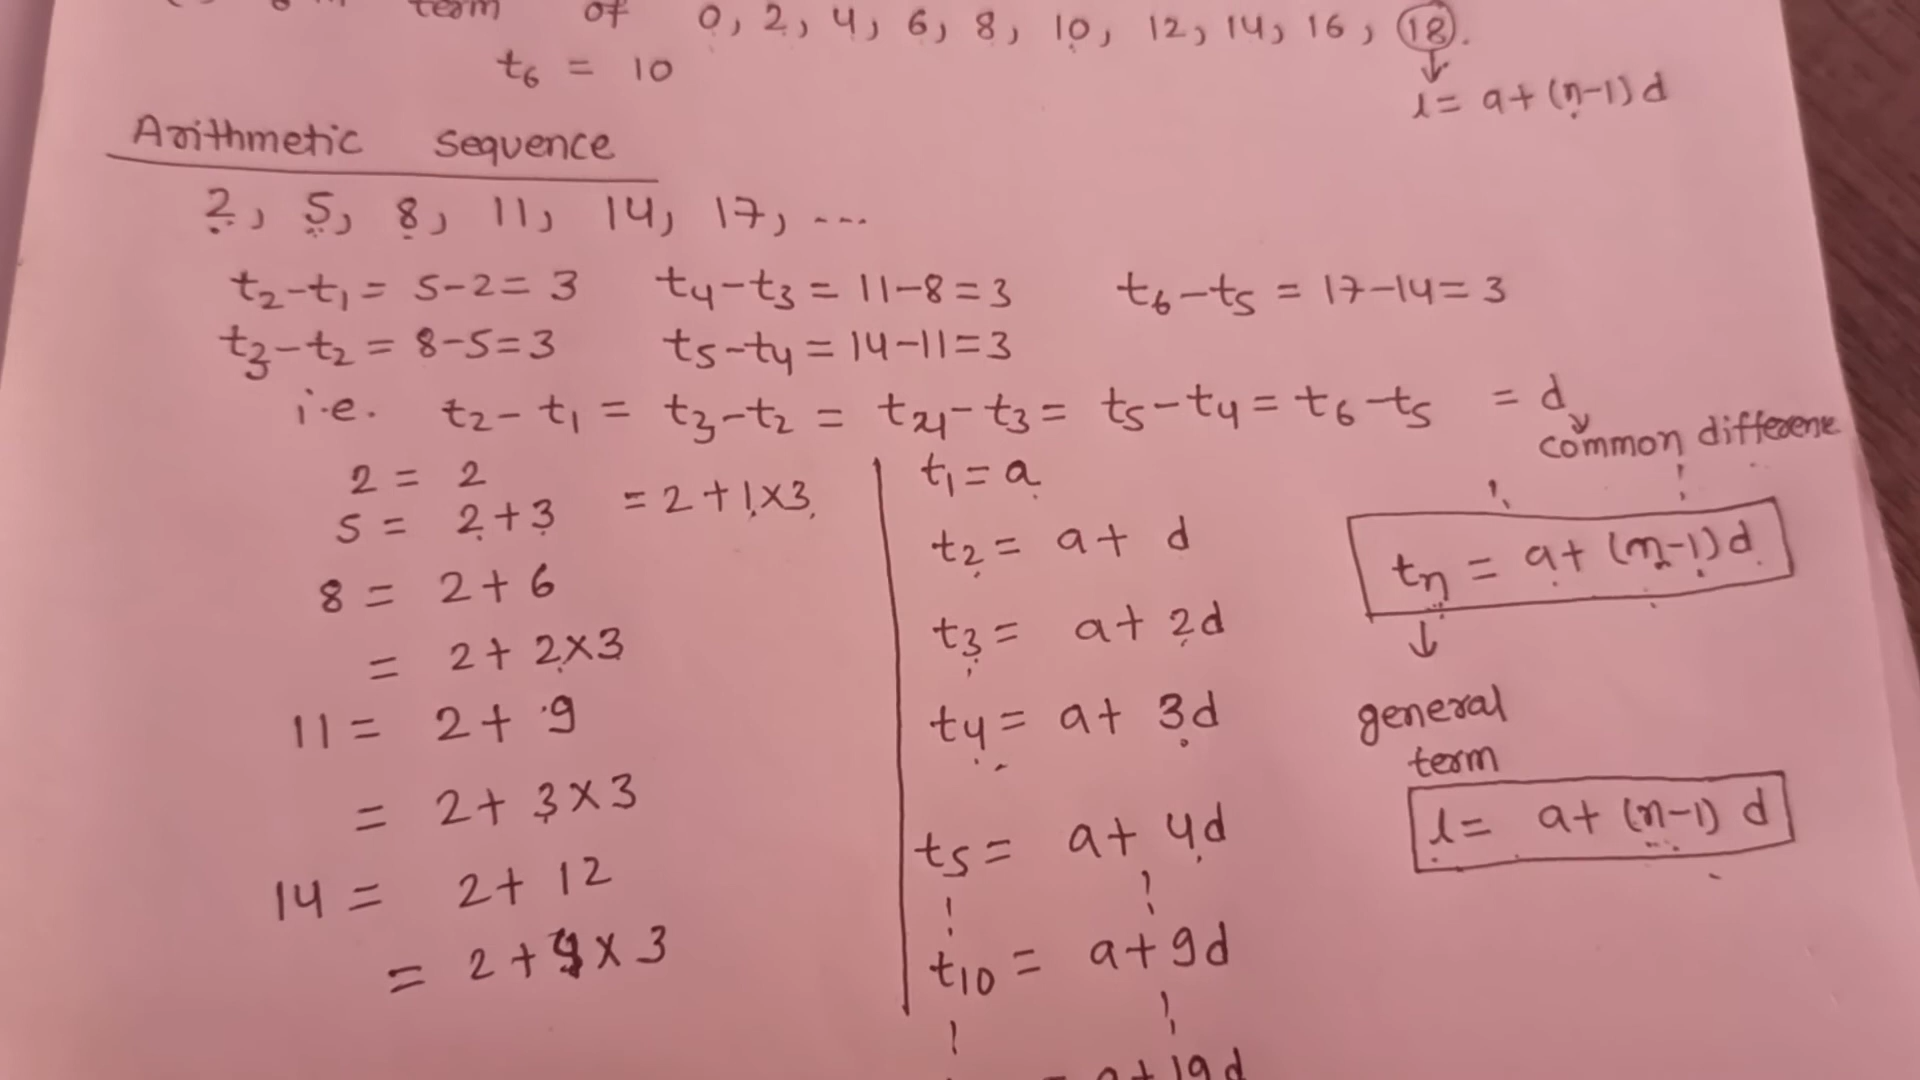 term of 0, 2, 4, 6, 8, 10, 12, 14, 16, 18.
t6 = 10
l = a + (n-1)d
Arithmetic sequence
2, 5, 8, 11, 14, 17, ---
t2-t1 = 5-2 = 3 t4-t3 = 11-8 = 3 t6-t5 = 17-14 = 3
t3-t2 = 8-5 = 3 t5-t4 = 14-11 = 3
i.e. t2-t1 = t3-t2 = t4-t3 = t5-t4 = t6-t5 = d
common difference
2 = 2
5 = 2+3 = 2+1×3
8 = 2+6
= 2+2×3
11 = 2+9
= 2+3×3
14 = 2+12
= 2+4×3
t1 = a
t2 = a+ d
t3 = a+ 2d
t4 = a+ 3d
t5 = a+ 4d
t10 = a+9d
= a+19d
tn = a+(n-1)d
general
term
l = a+(n-1)d